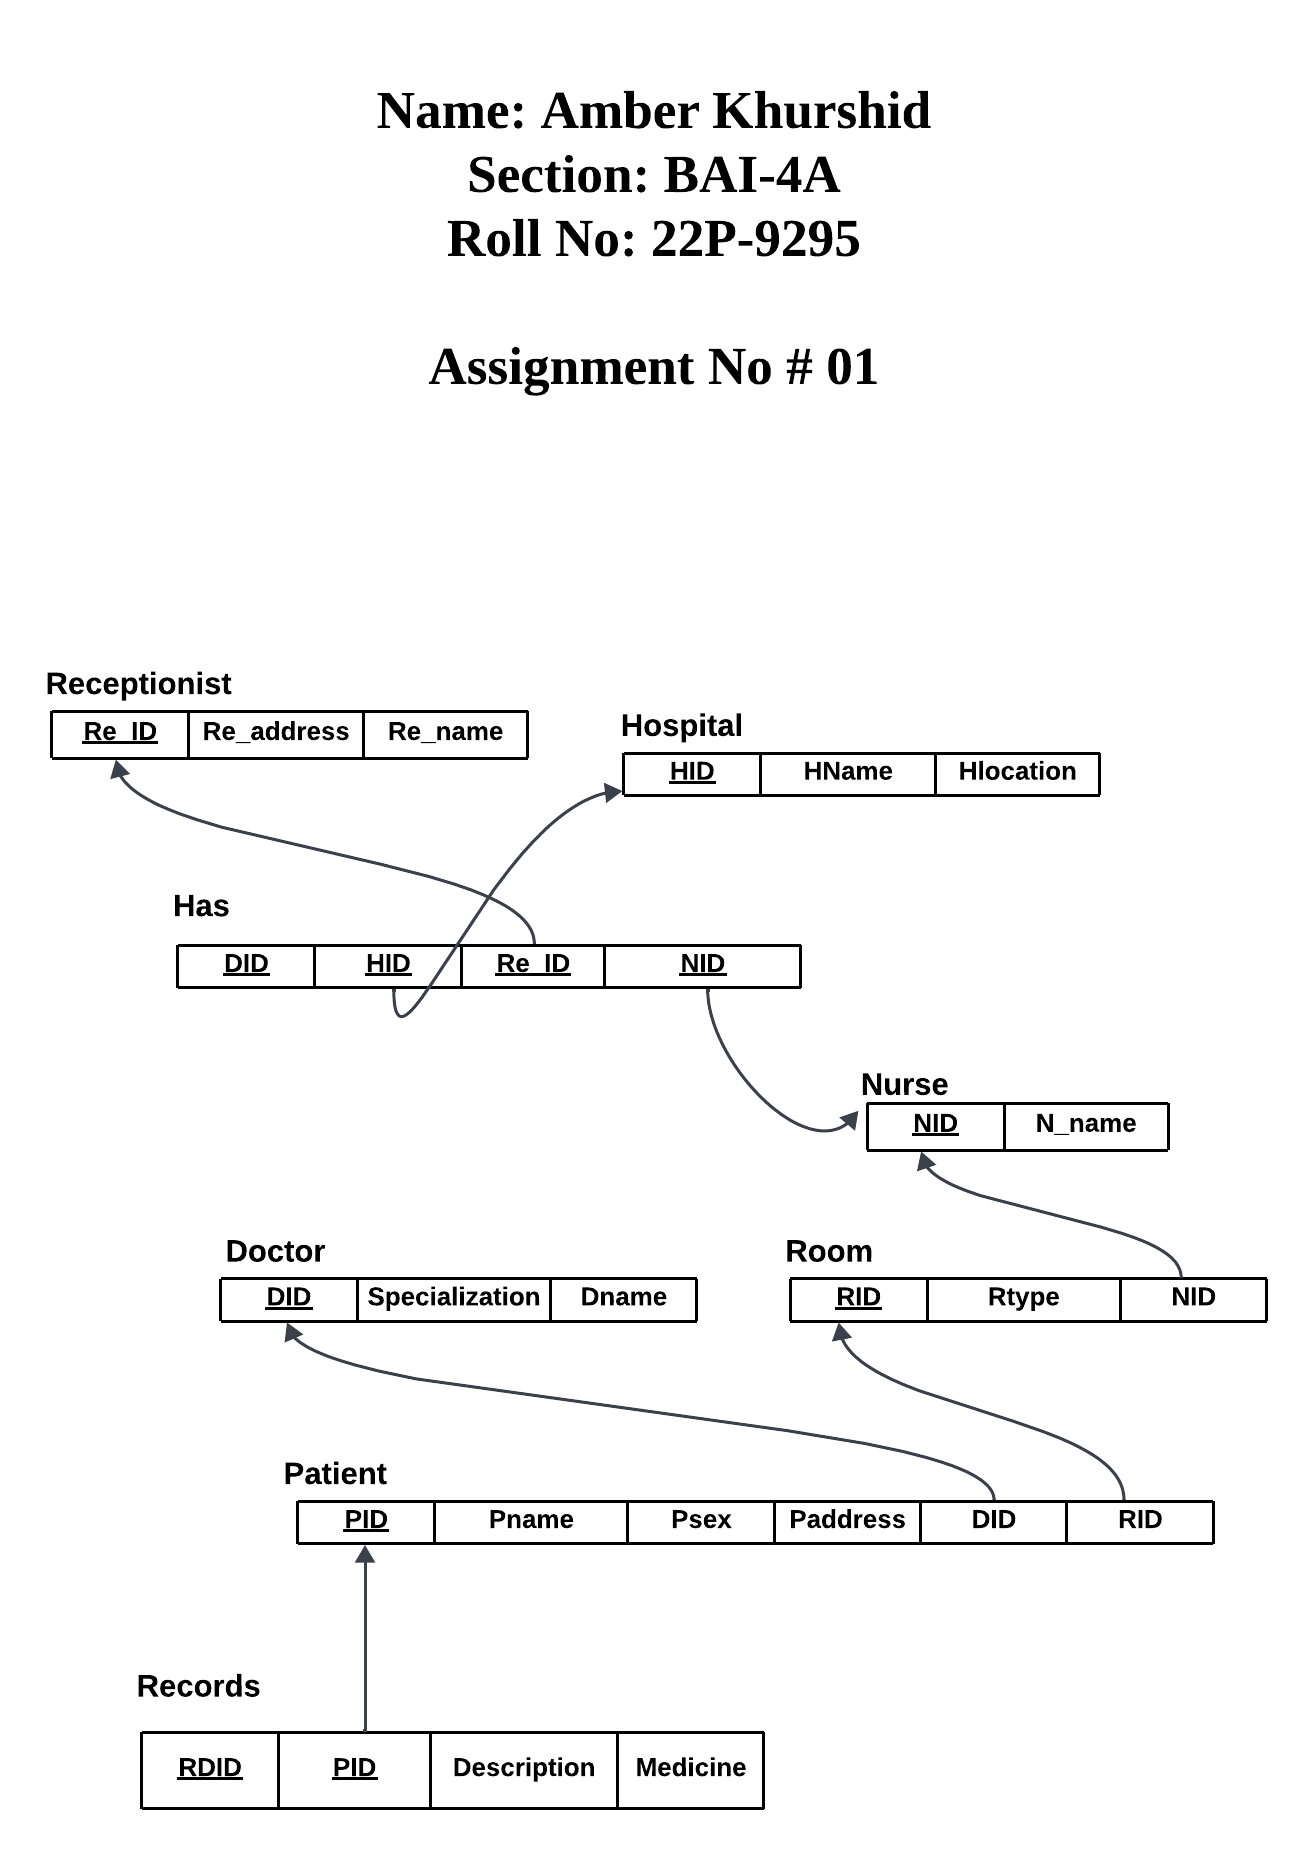 Name: Amber Khurshid
Section: BAI-4A
Roll No: 22P-9295
Assignment No # 01
Receptionist
Re_ID Re_address Re_name
Hospital
HID HName Hlocation
Has
DID HID Re_ID NID
Nurse
NID N_name
Doctor
DID Specialization Dname
Room
RID Rtype NID
Patient
PID Pname Psex Paddress DID RID
Records
RDID PID Description Medicine